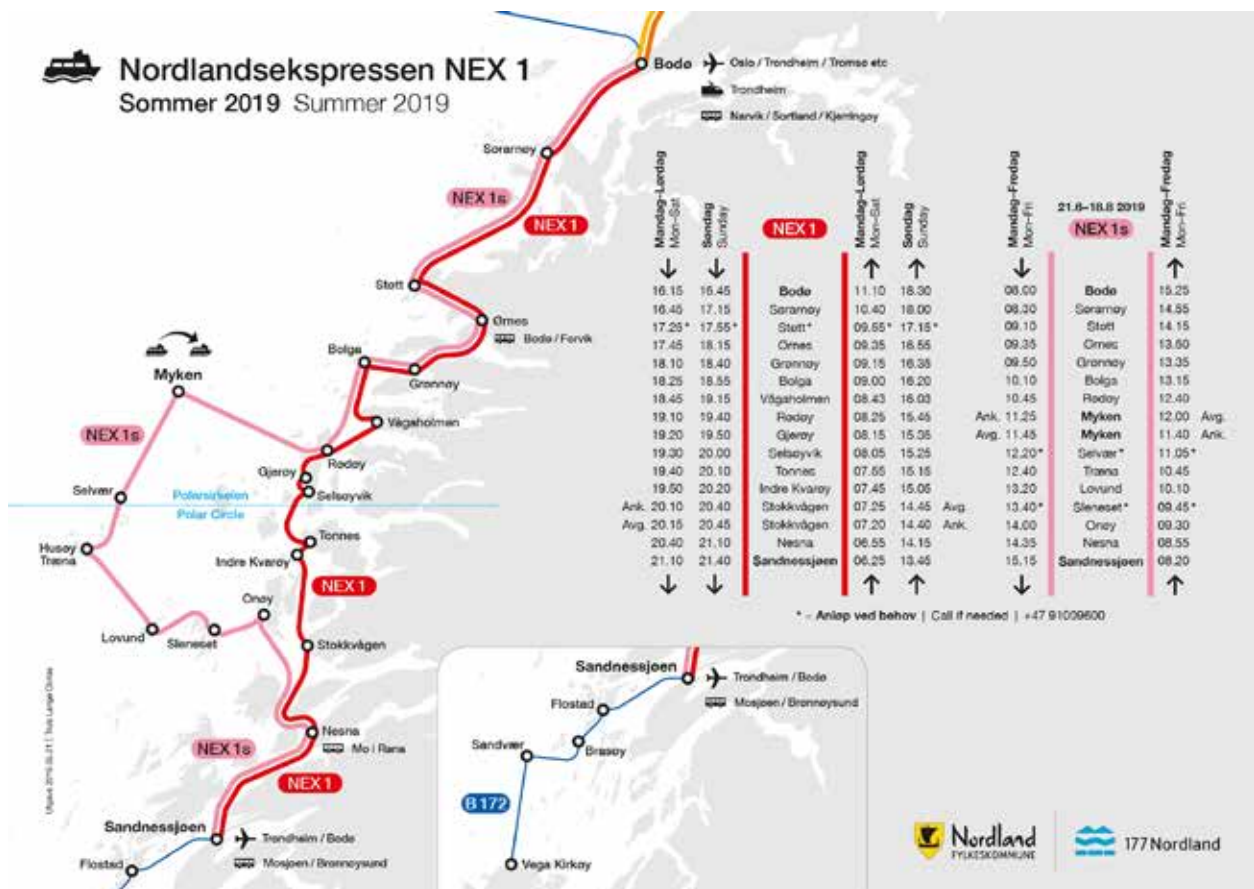 Nordlandsekspressen NEX 1
Sommer 2019 Summer 2019
Bodø
Oslo / Trondheim / Tromsø etc
Trondheim
Narvik / Sortland / Kjerringøy
Sørarnøy
NEX 1s
NEX 1
Støtt
Ørnes
Bodø / Forvik
Bolga
Grønnøy
Myken
Vågaholmen
NEX 1s
Rødøy
Gjerøy
Selsøyvik
Selvær
Polarsirkelen
Polar Circle
Tonnes
Husøy
Træna
Indre Kvarøy
NEX 1
Onøy
Lovund
Sleneset
Stokkvågen
Nesna
Mo i Rana
NEX 1s
NEX 1
Sandnessjøen
Trondheim / Bodø
Mosjøen / Brønnøysund
Flostad
Mandag-Lørdag Mon-Sat
Søndag Sunday
NEX 1
Mandag-Lørdag Mon-Sat
Søndag Sunday
16.15 16.45 Bodø 11.10 18.30
16.45 17.15 Sørarnøy 10.40 18.00
17.25* 17.55* Støtt* 09.55* 17.15*
17.45 18.15 Ørnes 09.35 16.55
18.10 18.40 Grønnøy 09.15 16.35
18.25 18.55 Bolga 09.00 16.20
18.45 19.15 Vågaholmen 08.43 16.03
19.10 19.40 Rødøy 08.25 15.45
19.20 19.50 Gjerøy 08.15 15.35
19.30 20.00 Selsøyvik 08.05 15.25
19.40 20.10 Tonnes 07.55 15.15
19.50 20.20 Indre Kvarøy 07.45 15.05
Ank. 20.10 20.40 Stokkvågen 07.25 14.45 Avg.
Avg. 20.15 20.45 Stokkvågen 07.20 14.40 Ank.
20.40 21.10 Nesna 06.55 14.15
21.10 21.40 Sandnessjøen 06.25 13.45
Mandag-Fredag Mon-Fri
21.6-18.8 2019
NEX 1s
Mandag-Fredag Mon-Fri
08.00 Bodø 15.25
08.30 Sørarnøy 14.55
09.10 Støtt 14.15
09.35 Ørnes 13.50
09.50 Grønnøy 13.35
10.10 Bolga 13.15
10.45 Rødøy 12.40
Ank. 11.25 Myken 12.00 Avg.
Avg. 11.45 Myken 11.40 Ank.
12.20* Selvær* 11.05*
12.40 Træna 10.45
13.20 Lovund 10.10
13.40* Sleneset* 09.45*
14.00 Onøy 09.30
14.35 Nesna 08.55
15.15 Sandnessjøen 08.20
* = Anløp ved behov | Call if needed | +47 91009600
Sandnessjøen
Trondheim / Bodø
Mosjøen / Brønnøysund
Flostad
Brasøy
Sandvær
B 172
Vega Kirkøy
Nordland
FYLKESKOMMUNE
177 Nordland